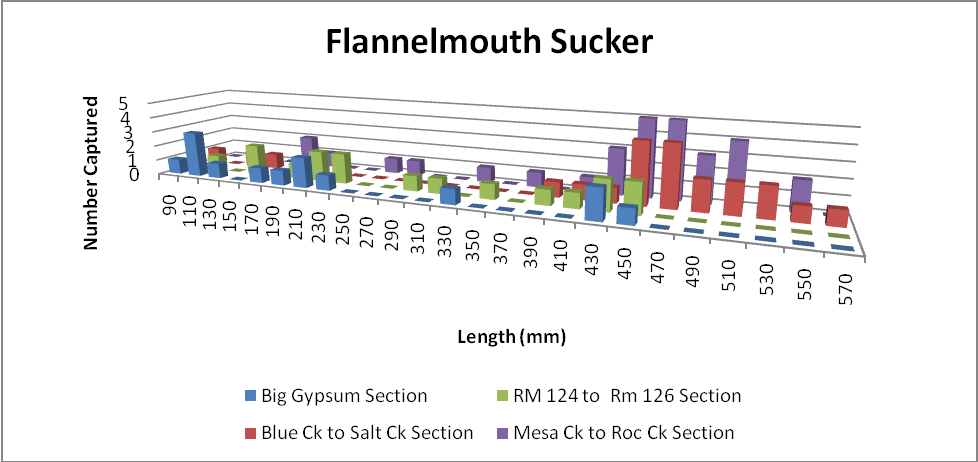 Flannelmouth Sucker
Number Captured
5
4
3
2
1
0
90 110 130 150 170 190 210 230 250 270 290 310 330 350 370 390 410 430 450 470 490 510 530 550 570
Length (mm)
Big Gypsum Section RM 124 to Rm 126 Section
Blue Ck to Salt Ck Section Mesa Ck to Roc Ck Section